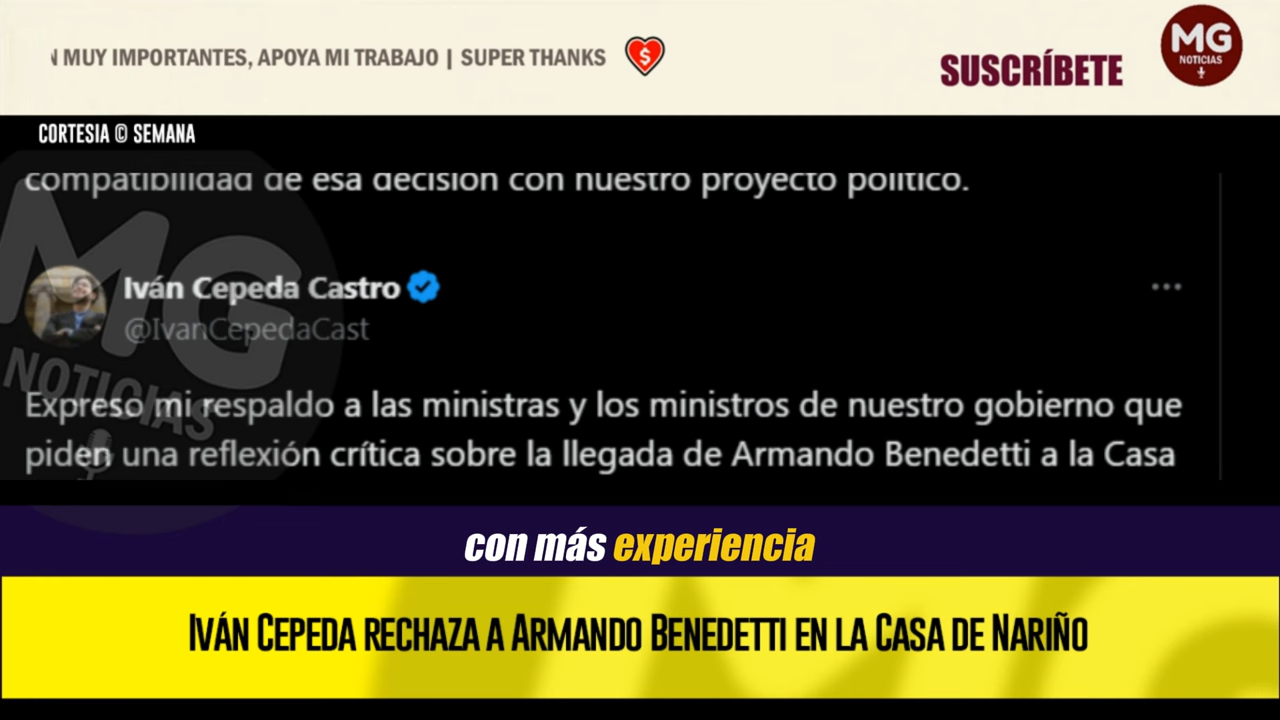 MUY IMPORTANTES, APOYA MI TRABAJO | SUPER THANKS
SUSCRÍBETE
MG
NOTICIAS
CORTESIA © SEMANA
compatibilidad de esa decisión con nuestro proyecto político.
Iván Cepeda Castro
@IvanCepedaCast
MG
NOTICIAS
Expreso mi respaldo a las ministras y los ministros de nuestro gobierno que
piden una reflexión crítica sobre la llegada de Armando Benedetti a la Casa
con más experiencia
IVÁN CEPEDA RECHAZA A ARMANDO BENEDETTI EN LA CASA DE NARIÑO